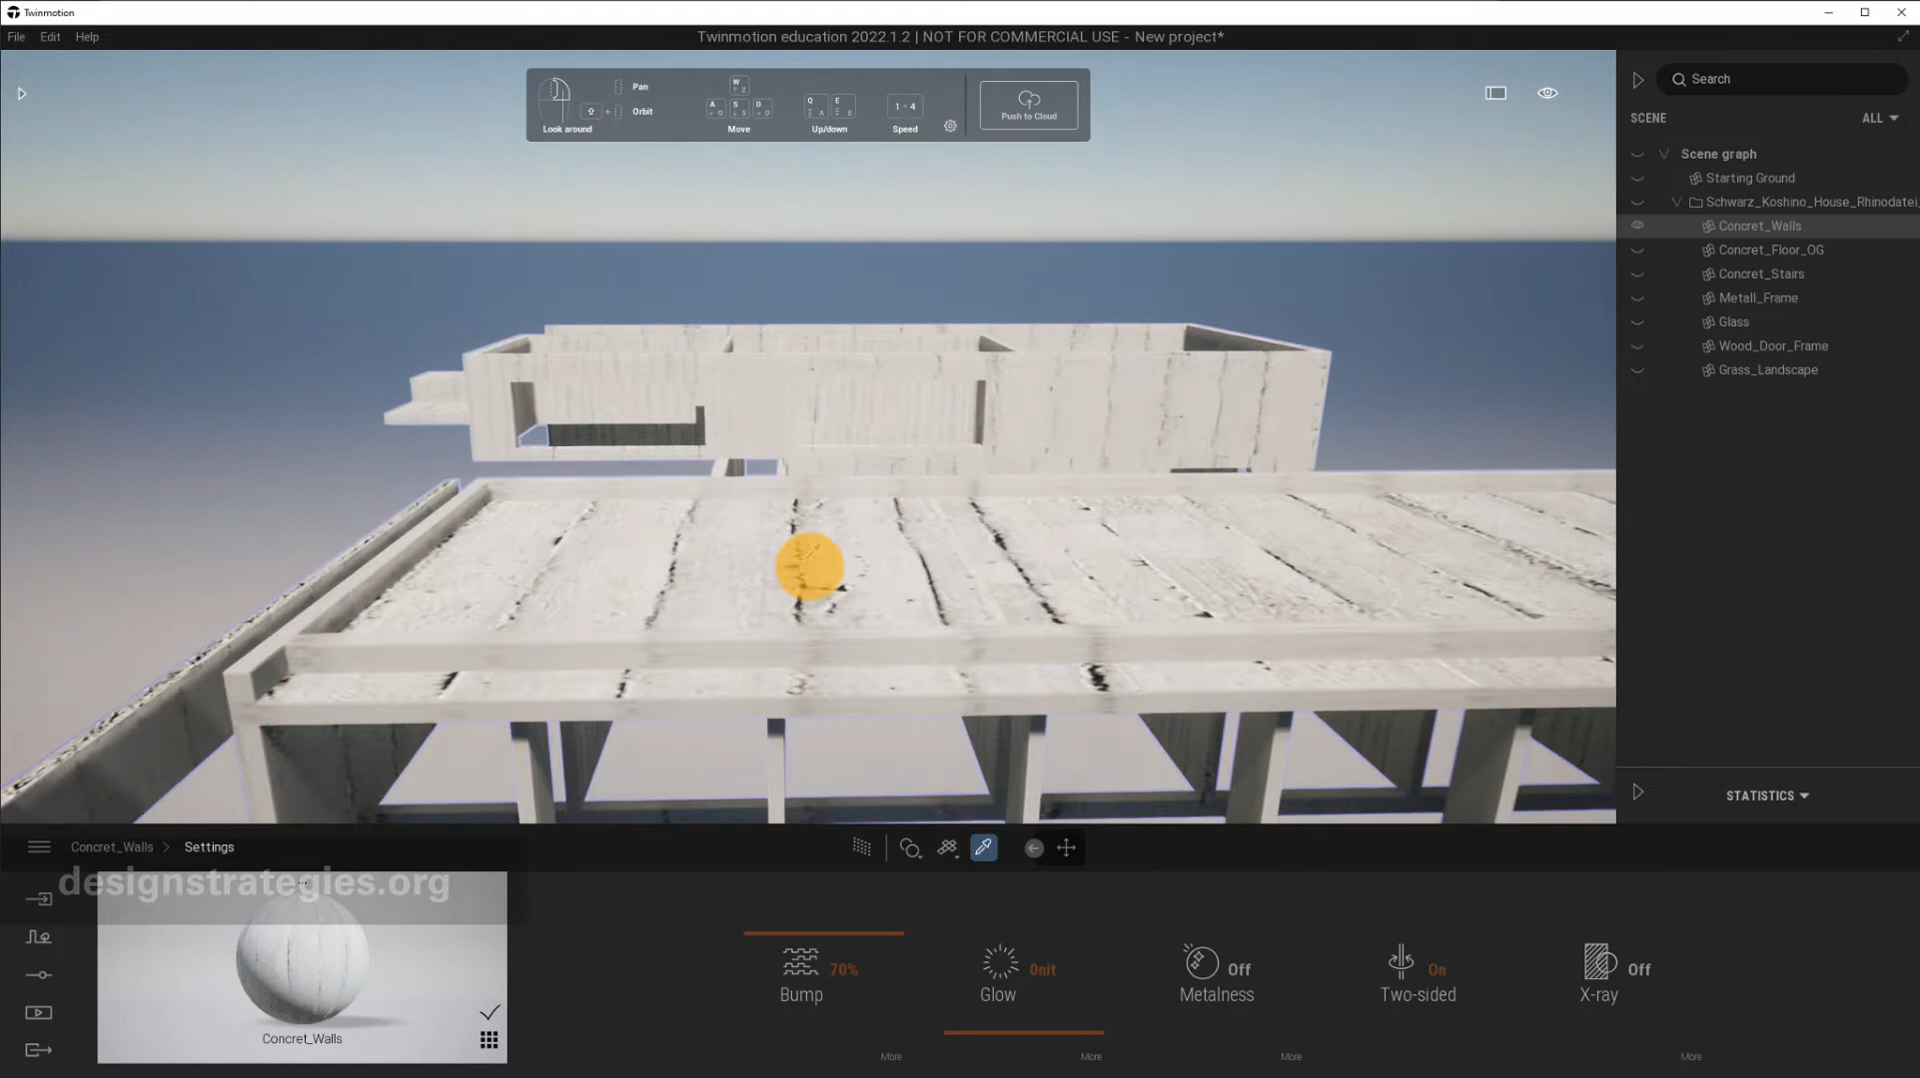 Twinmotion
File Edit Help
Twinmotion education 2022.1.2 | NOT FOR COMMERCIAL USE - New project*
Pan
Orbit
Look around
W
A S D
Move
Q E
Up/down
1 ÷ 4
Speed
Push to Cloud
Search
SCENE ALL
Scene graph
Starting Ground
Schwarz_Koshino_House_Rhinodatei_
Concret_Walls
Concret_Floor_OG
Concret_Stairs
Metall_Frame
Glass
Wood_Door_Frame
Grass_Landscape
STATISTICS
Concret_Walls > Settings
designstrategies.org
Concret_Walls
70%
Bump
0nit
Glow
Off
Metalness
On
Two-sided
Off
X-ray
More More More More